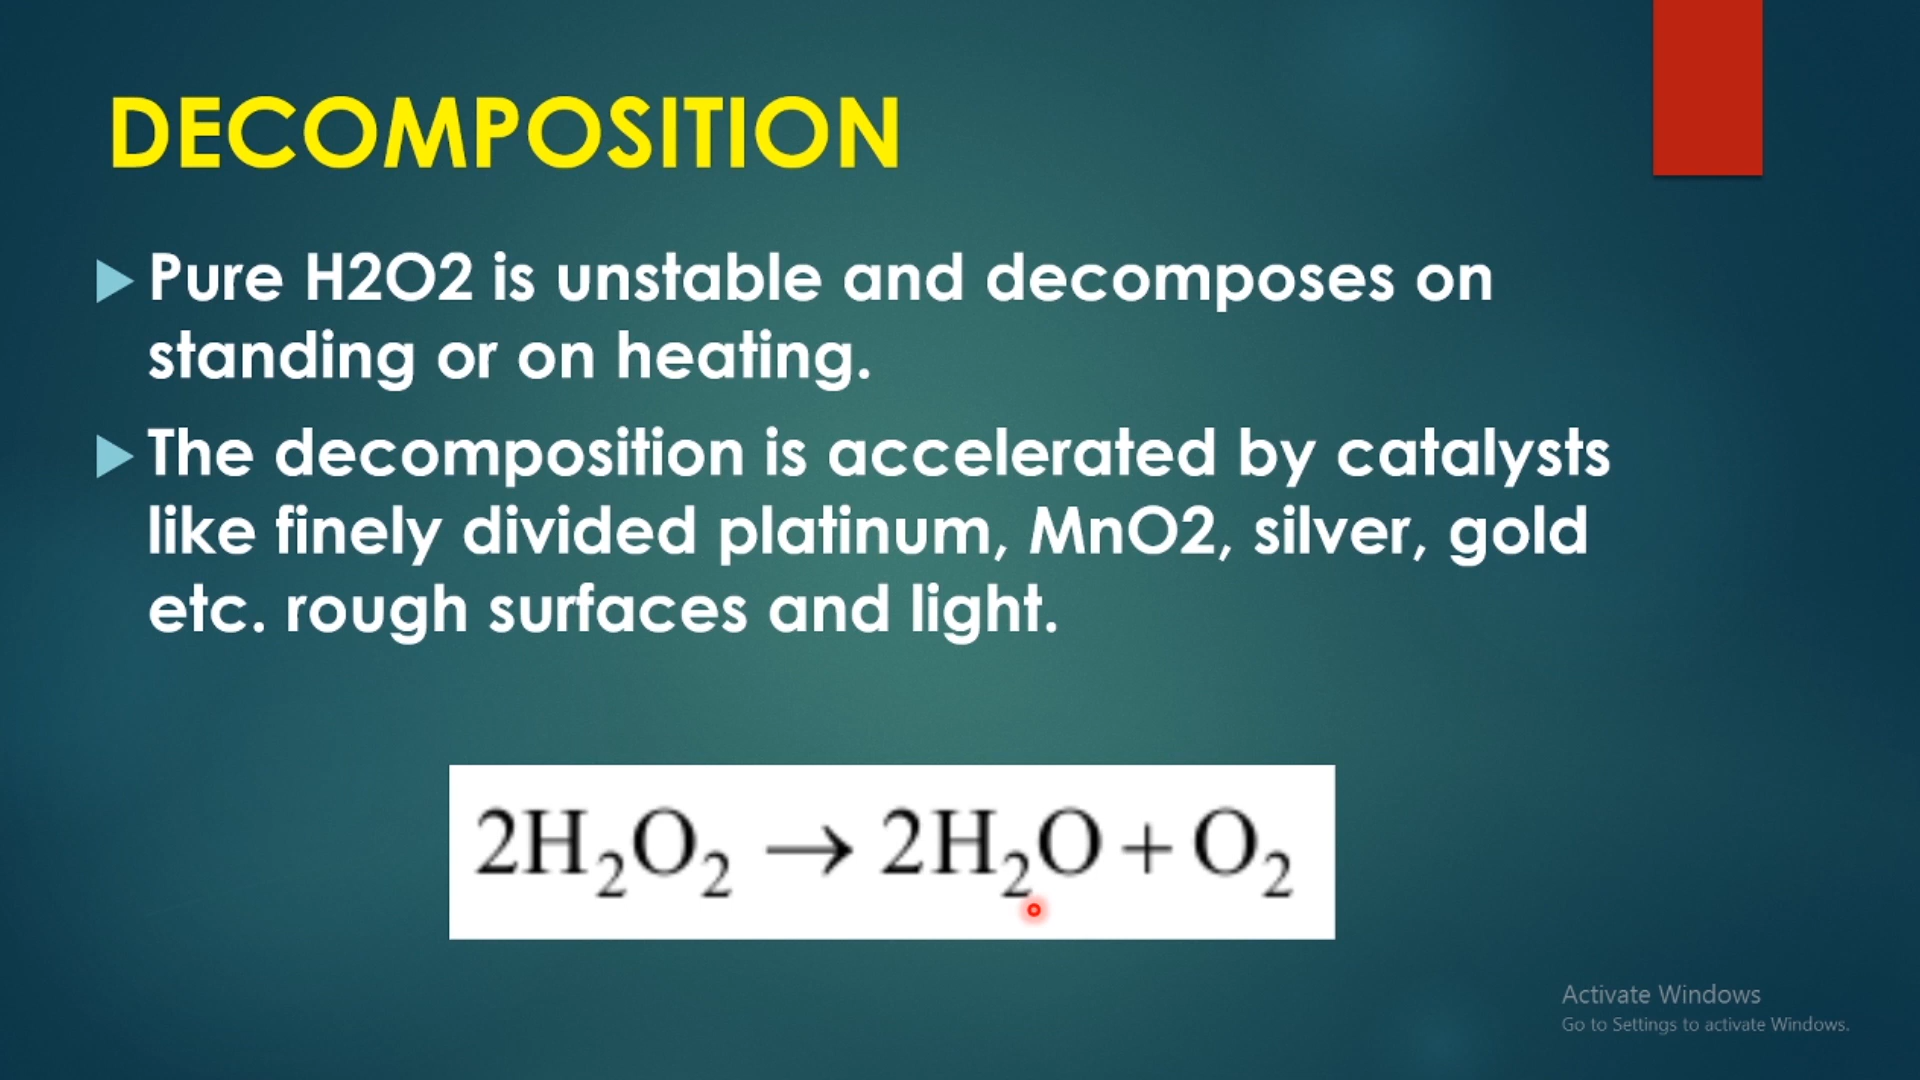 DECOMPOSITION
Pure H2O2 is unstable and decomposes on
standing or on heating.
The decomposition is accelerated by catalysts
like finely divided platinum, MnO2, silver, gold
etc. rough surfaces and light.
2H₂O₂ → 2H₂O + O₂
Activate Windows
Go to Settings to activate Windows.